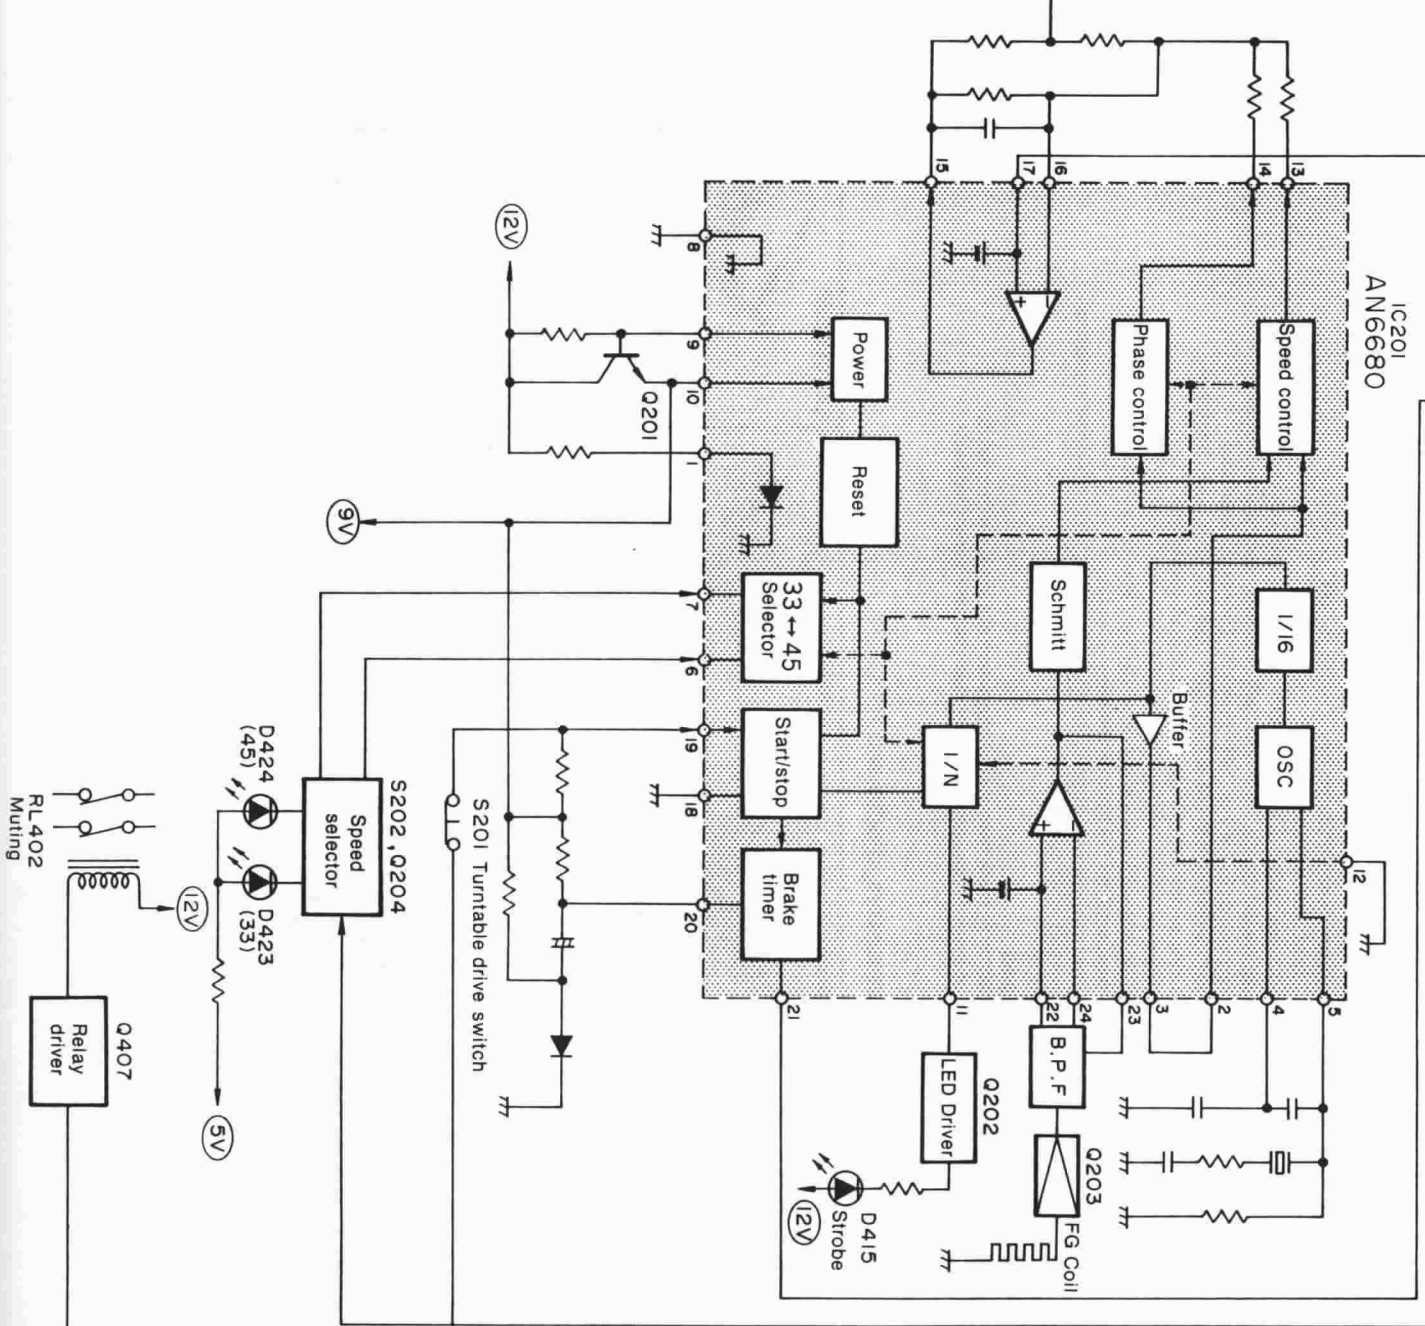 IC201
AN6680
15
17
16
14
13
8
12V
9
10
1
Q201
Power
Reset
+
−
Phase control
Speed control
9V
7
6
33↔45
Selector
Schmitt
1/16
Buffer
OSC
1/N
19
18
20
Start/stop
Brake
timer
+
−
12
D424
(45)
D423
(33)
S202, Q204
Speed
selector
S201 Turntable drive switch
RL402
Muting
12V
Q407
Relay
driver
15V
21
11
22
24
23
3
2
4
5
B.P.F
Q202
LED Driver
Q203
FG Coil
D415
Strobe
12V